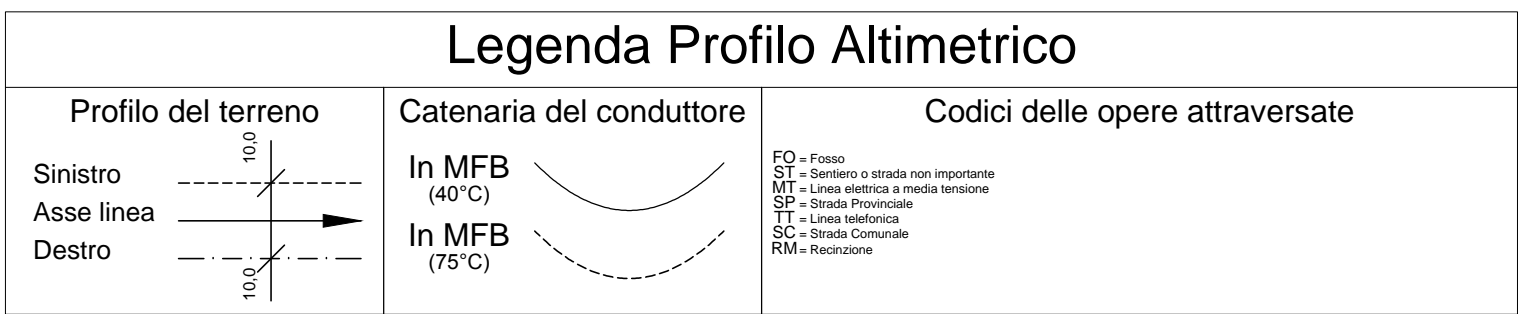 Legenda Profilo Altimetrico
Profilo del terreno
10,0
Sinistro
Asse linea
Destro
10,0
Catenaria del conduttore
In MFB
(40°C)
In MFB
(75°C)
Codici delle opere attraversate
FO = Fosso
ST = Sentiero o strada non importante
MT = Linea elettrica a media tensione
SP = Strada Provinciale
TT = Linea telefonica
SC = Strada Comunale
RM = Recinzione